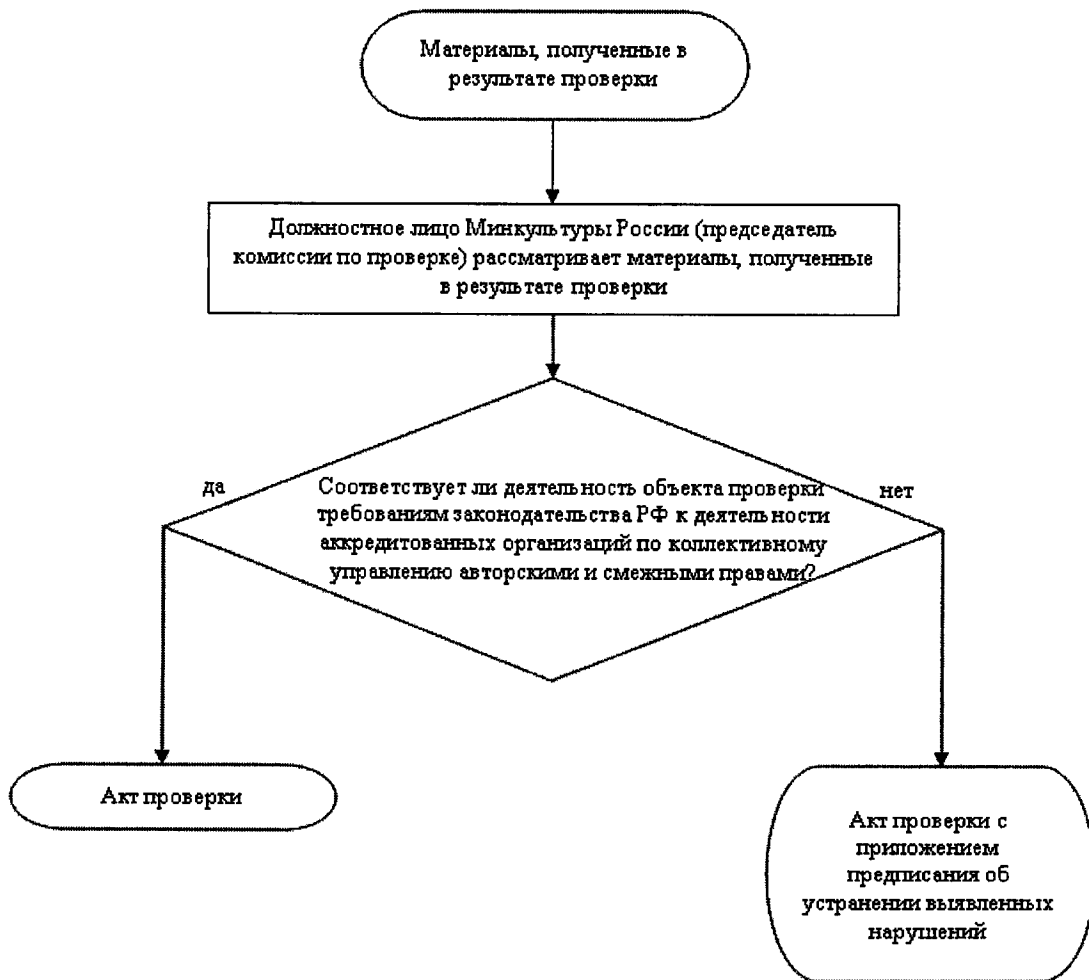 Материалы, полученные в
результате проверки
Должностное лицо Минкультуры России (председатель
комиссии по проверке) рассматривает материалы, полученные
в результате проверки
да
Соответствует ли деятельность объекта проверки
требованиям законодательства РФ к деятельности
аккредитованных организаций по коллективному
управлению авторскими и смежными правами?
нет
Акт проверки
Акт проверки с
приложением
предписания об
устранении выявленных
нарушений